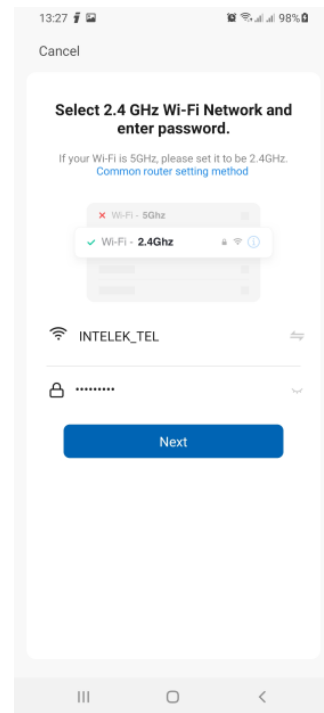 13:27 98%
Cancel
Select 2.4 GHz Wi-Fi Network and
enter password.
If your Wi-Fi is 5GHz, please set it to be 2.4GHz.
Common router setting method
Wi-Fi - 5Ghz
Wi-Fi - 2.4Ghz
INTELEK_TEL
•••••••••
Next